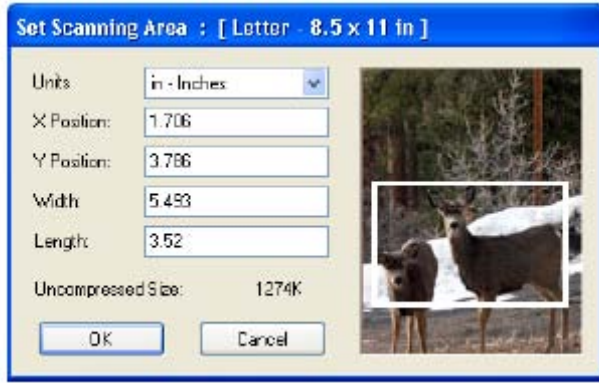 Set Scanning Area : [ Letter - 8.5 x 11 in ]
Units in - Inches
X Position: 1.706
Y Position: 3.786
Width: 5.493
Length: 3.52
Uncompressed Size: 1274K
OK Cancel